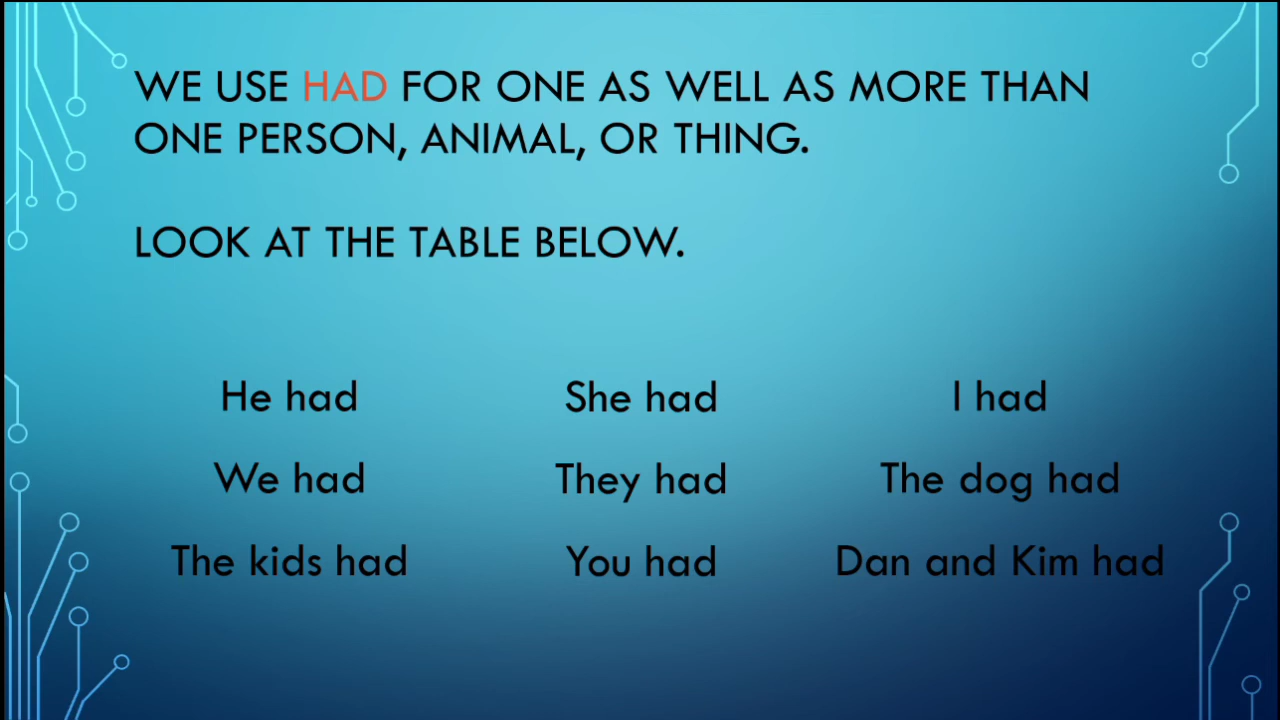 WE USE HAD FOR ONE AS WELL AS MORE THAN
ONE PERSON, ANIMAL, OR THING.
LOOK AT THE TABLE BELOW.
He had She had I had
We had They had The dog had
The kids had You had Dan and Kim had